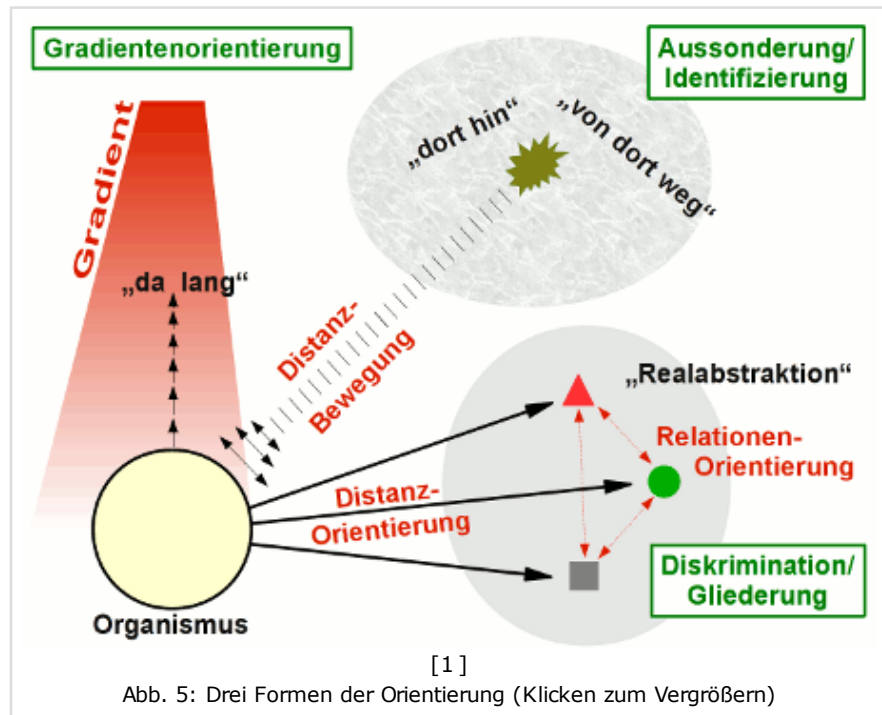 Gradientenorientierung
Aussonderung/
Identifizierung
Gradient
„da lang“
„dort hin“
„von dort weg“
Distanz-
Bewegung
„Realabstraktion“
Relationen-
Orientierung
Distanz-
Orientierung
Diskrimination/
Gliederung
Organismus
[1]
Abb. 5: Drei Formen der Orientierung (Klicken zum Vergrößern)